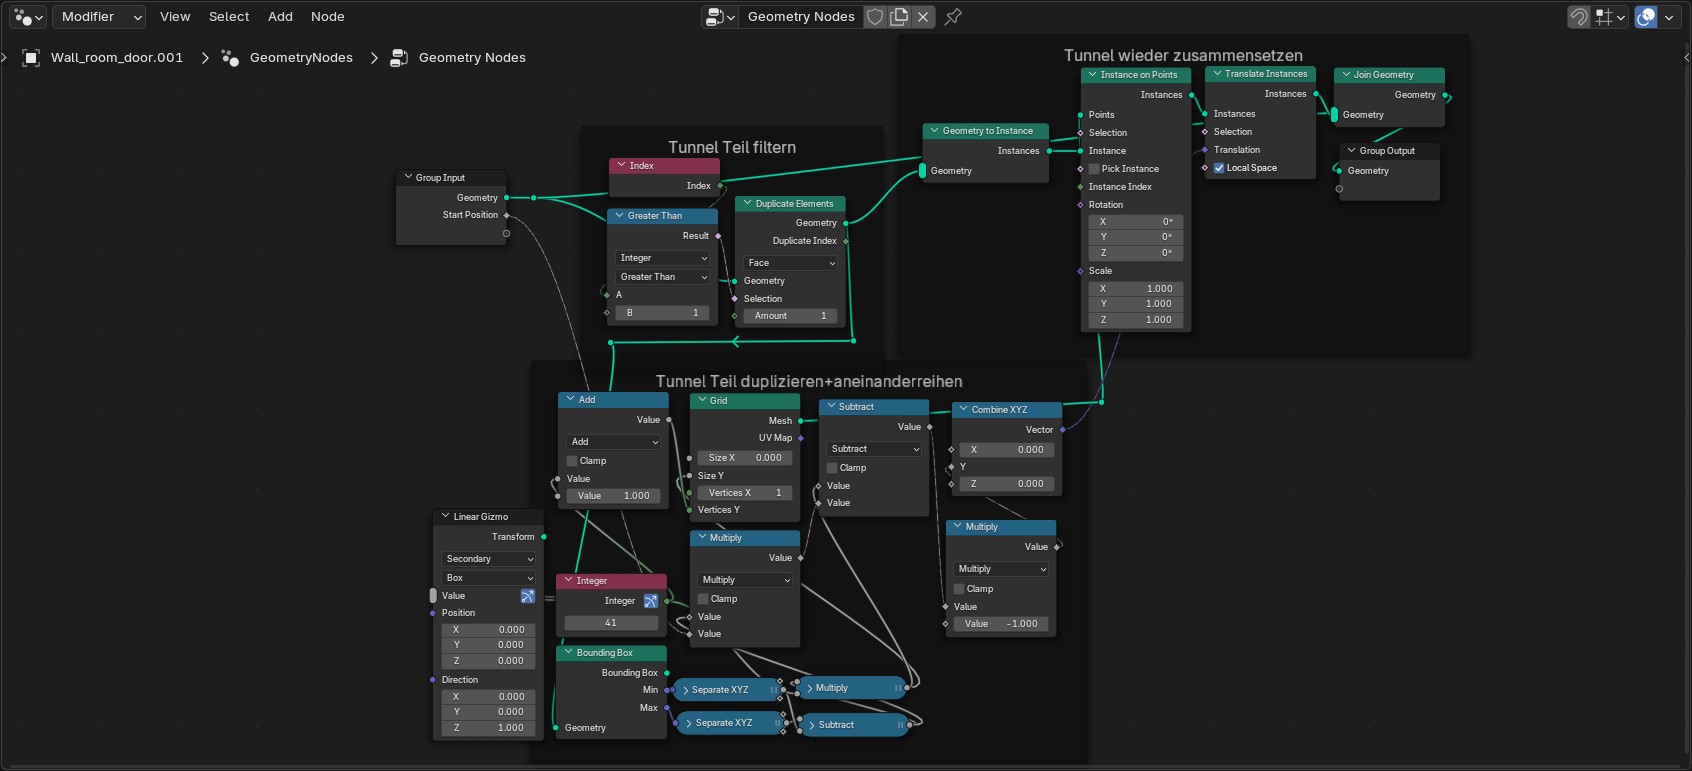 Modifier View Select Add Node
Geometry Nodes
Wall_room_door.001 GeometryNodes Geometry Nodes
Group Input
Geometry
Start Position
Tunnel Teil filtern
Index
Index
Greater Than
Result
Integer
Greater Than
A
B 1
Duplicate Elements
Geometry
Duplicate Index
Face
Geometry
Selection
Amount 1
Tunnel wieder zusammensetzen
Geometry to Instance
Instances
Geometry
Instance on Points
Instances
Points
Selection
Instance
Pick Instance
Instance Index
Rotation
X 0°
Y 0°
Z 0°
Scale
X 1.000
Y 1.000
Z 1.000
Translate Instances
Instances
Instances
Selection
Translation
Local Space
Join Geometry
Geometry
Geometry
Group Output
Geometry
Tunnel Teil duplizieren+aneinanderreihen
Add
Value
Add
Clamp
Value
Value 1.000
Grid
Mesh
UV Map
Size X 0.000
Size Y
Vertices X 1
Vertices Y
Subtract
Value
Subtract
Clamp
Value
Value
Combine XYZ
Vector
X 0.000
Y
Z 0.000
Linear Gizmo
Transform
Secondary
Box
Value
Position
X 0.000
Y 0.000
Z 0.000
Direction
X 0.000
Y 0.000
Z 1.000
Integer
Integer
41
Multiply
Value
Multiply
Clamp
Value
Value
Multiply
Value
Multiply
Clamp
Value
Value -1.000
Bounding Box
Bounding Box
Min
Max
Geometry
Separate XYZ
Multiply
Separate XYZ
Subtract